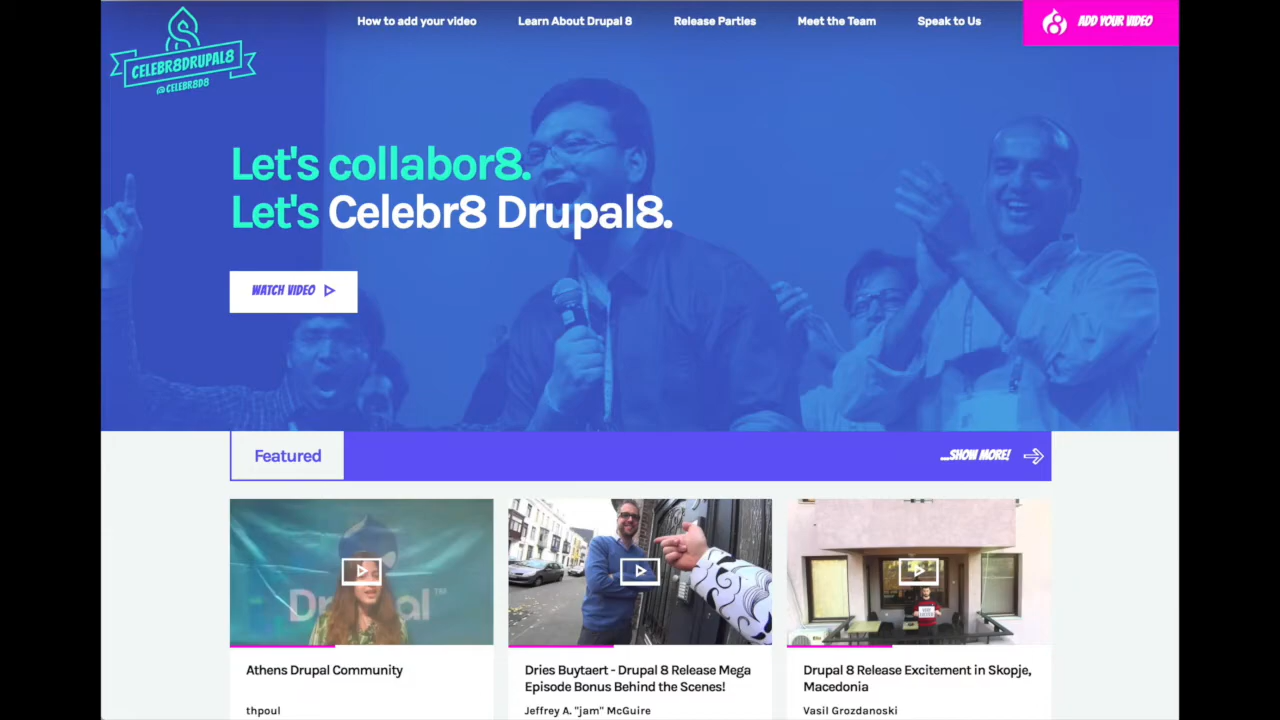 CELEBR8DRUPAL8
@CELEBR8D8
How to add your video
Learn About Drupal 8
Release Parties
Meet the Team
Speak to Us
ADD YOUR VIDEO
Let's collabor8.
Let's Celebr8 Drupal8.
WATCH VIDEO
Featured
...SHOW MORE!
Athens Drupal Community
thpoul
Dries Buytaert - Drupal 8 Release Mega
Episode Bonus Behind the Scenes!
Jeffrey A. "jam" McGuire
Drupal 8 Release Excitement in Skopje,
Macedonia
Vasil Grozdanoski